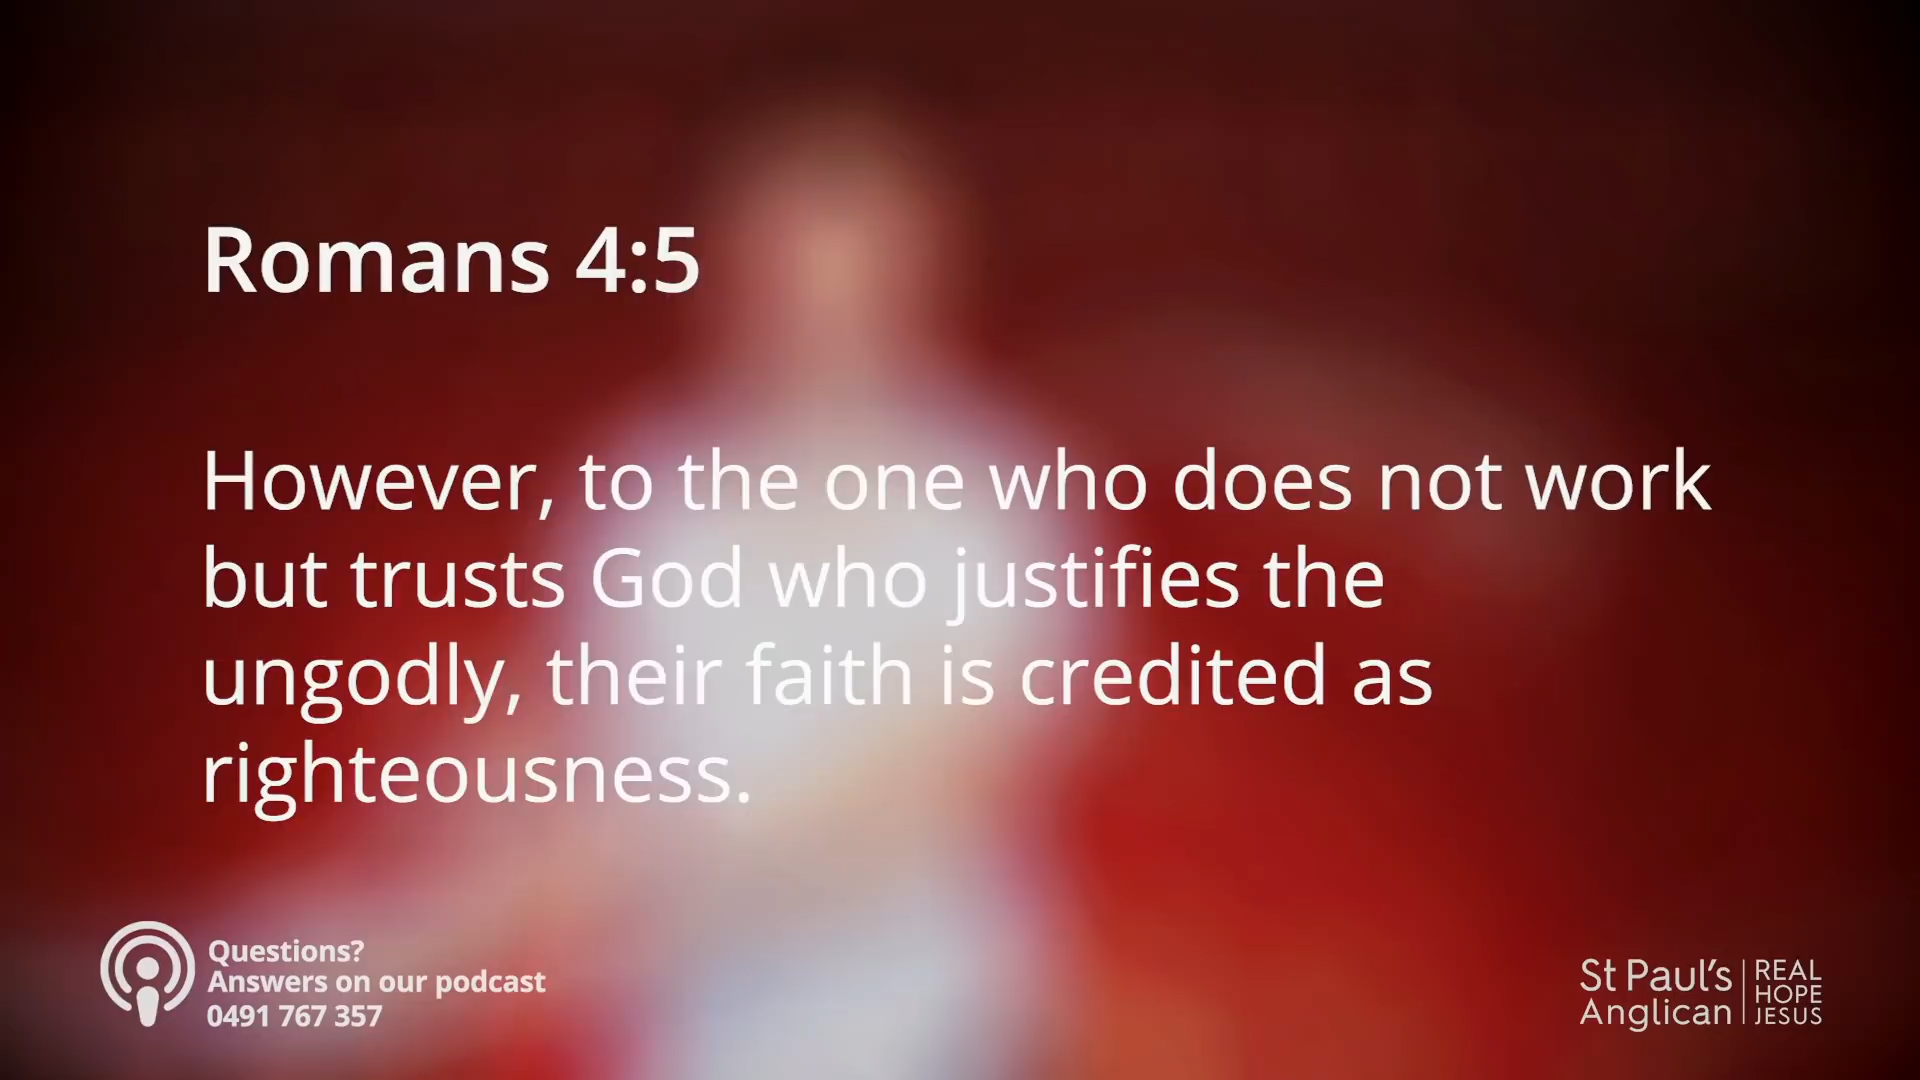 Romans 4:5
However, to the one who does not work
but trusts God who justifies the
ungodly, their faith is credited as
righteousness.
Questions?
Answers on our podcast
0491 767 357
St Paul's
Anglican
REAL
HOPE
JESUS